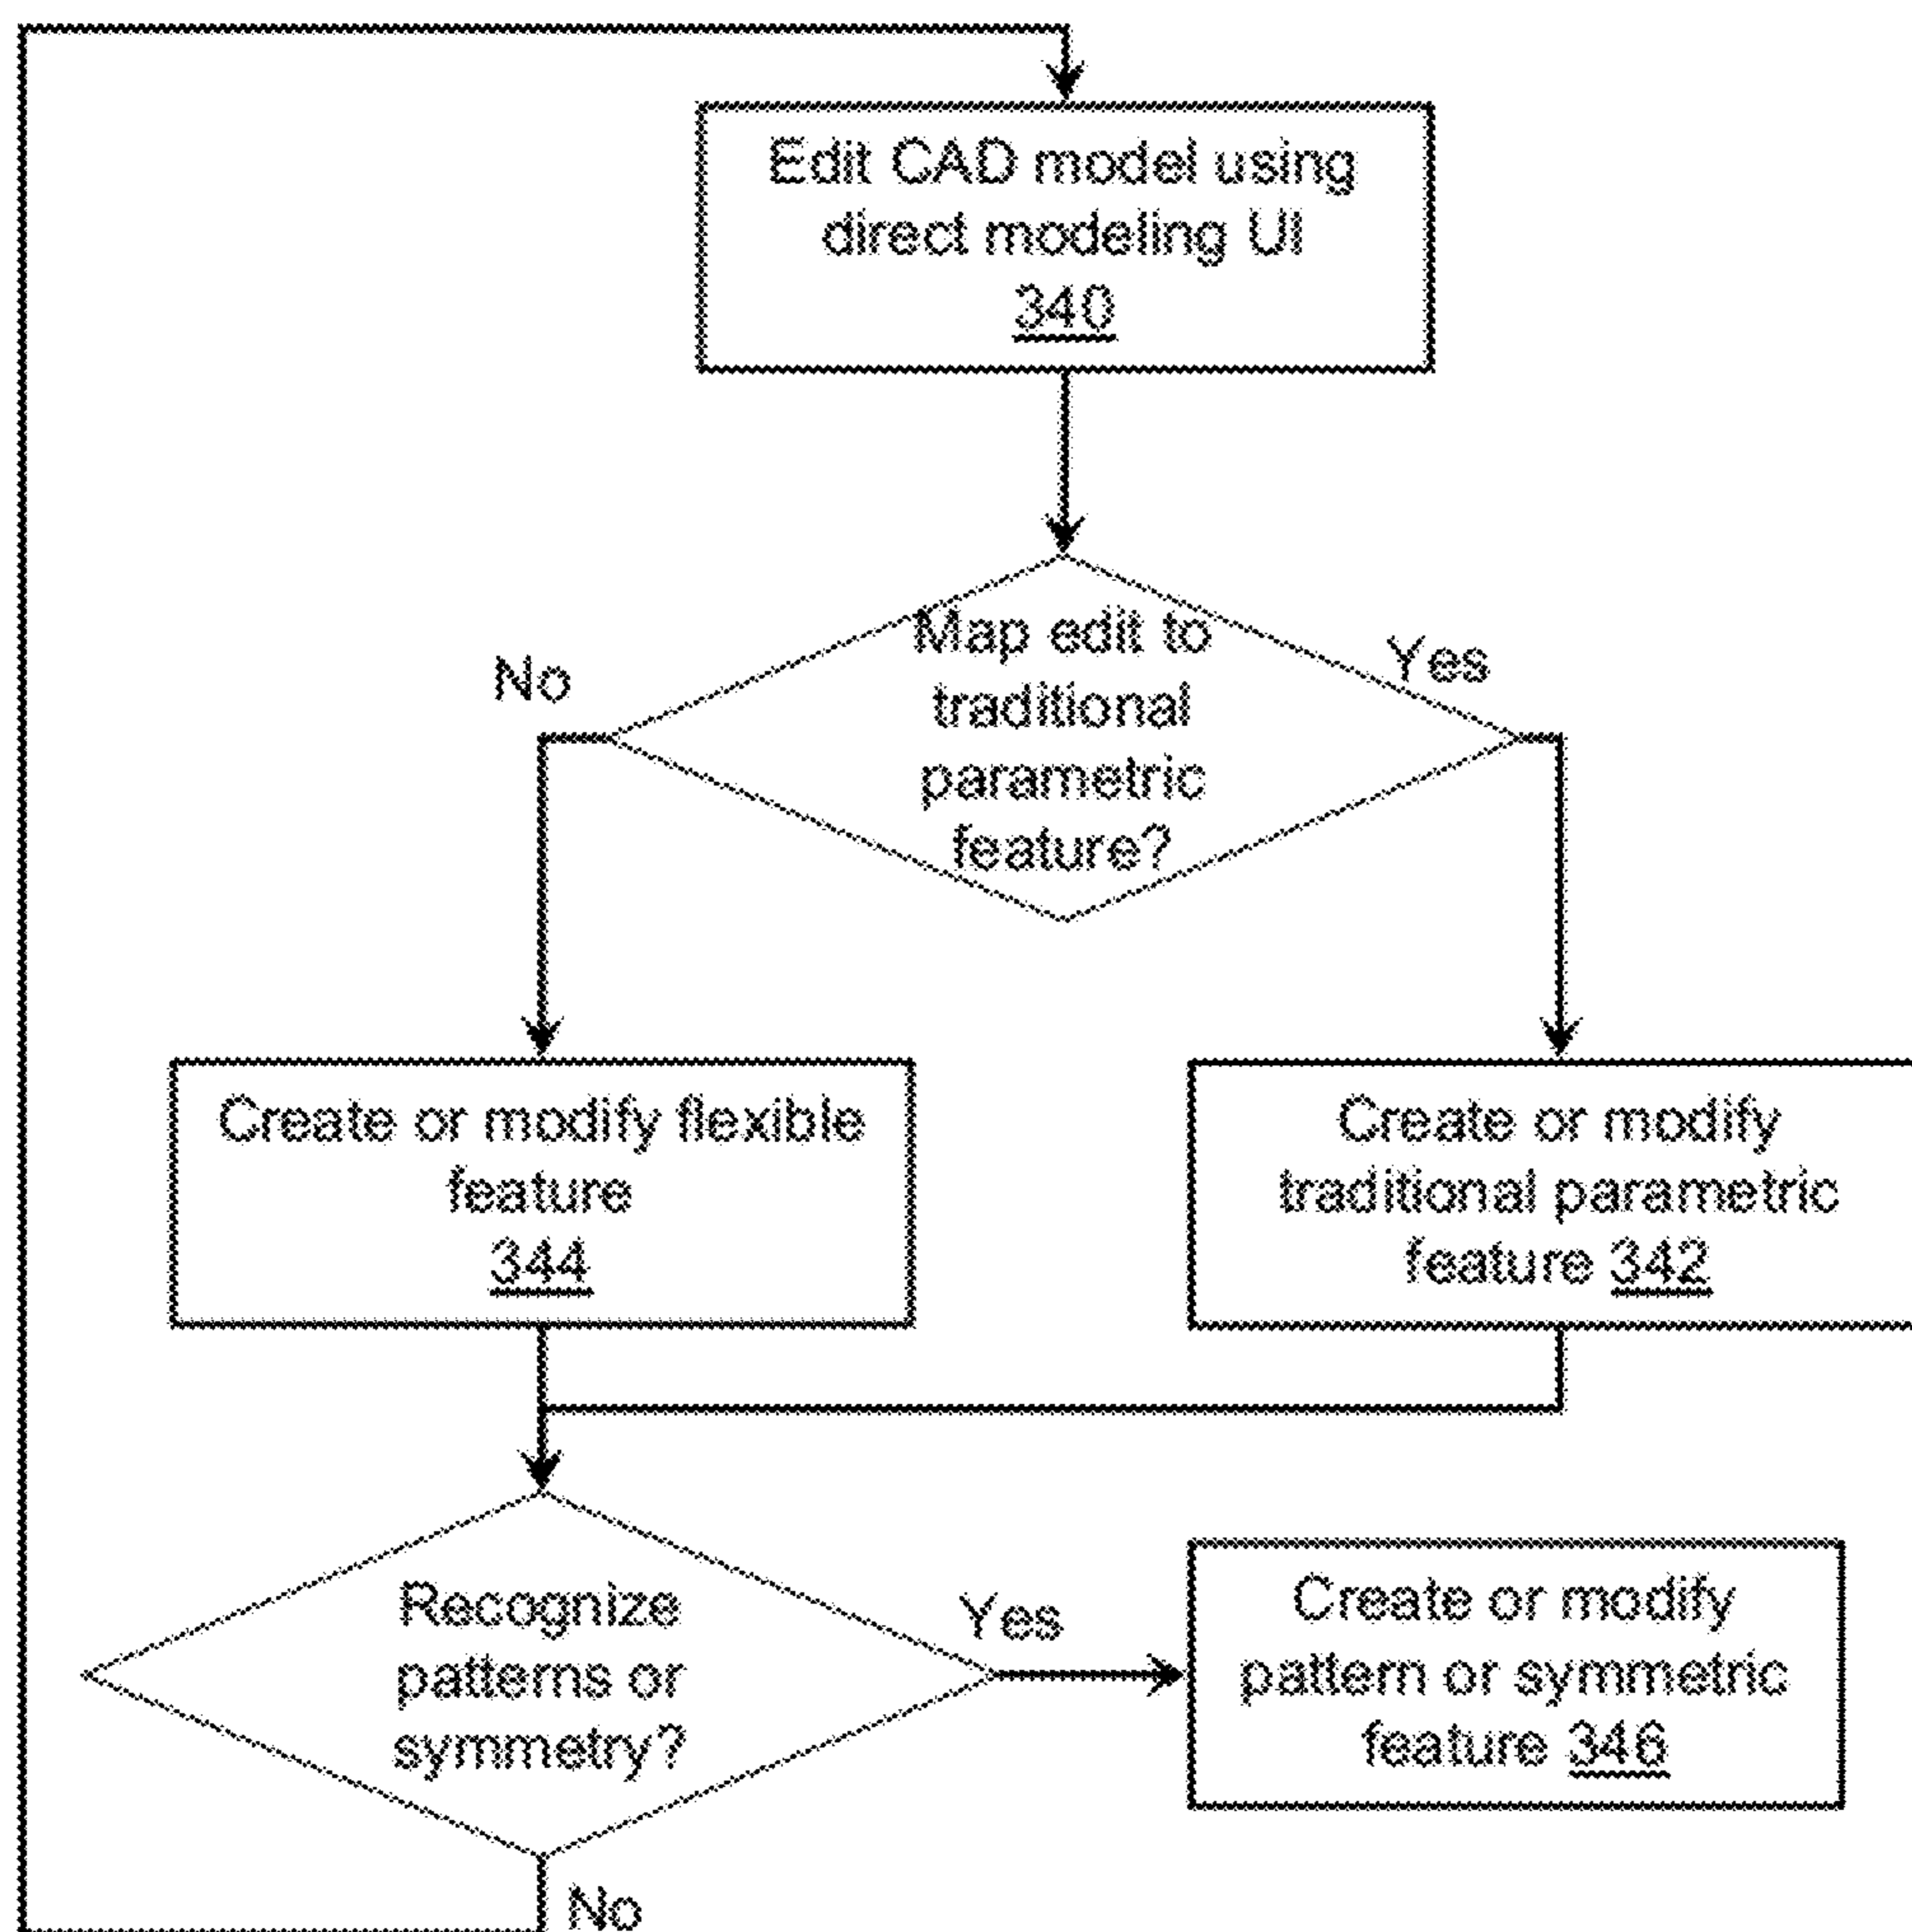 Edit CAD model using
direct modeling UI
340
Map edit to
traditional
parametric
feature?
No
Yes
Create or modify flexible
feature
344
Create or modify
traditional parametric
feature 342
Recognize
patterns or
symmetry?
Yes
Create or modify
pattern or symmetric
feature 346
No